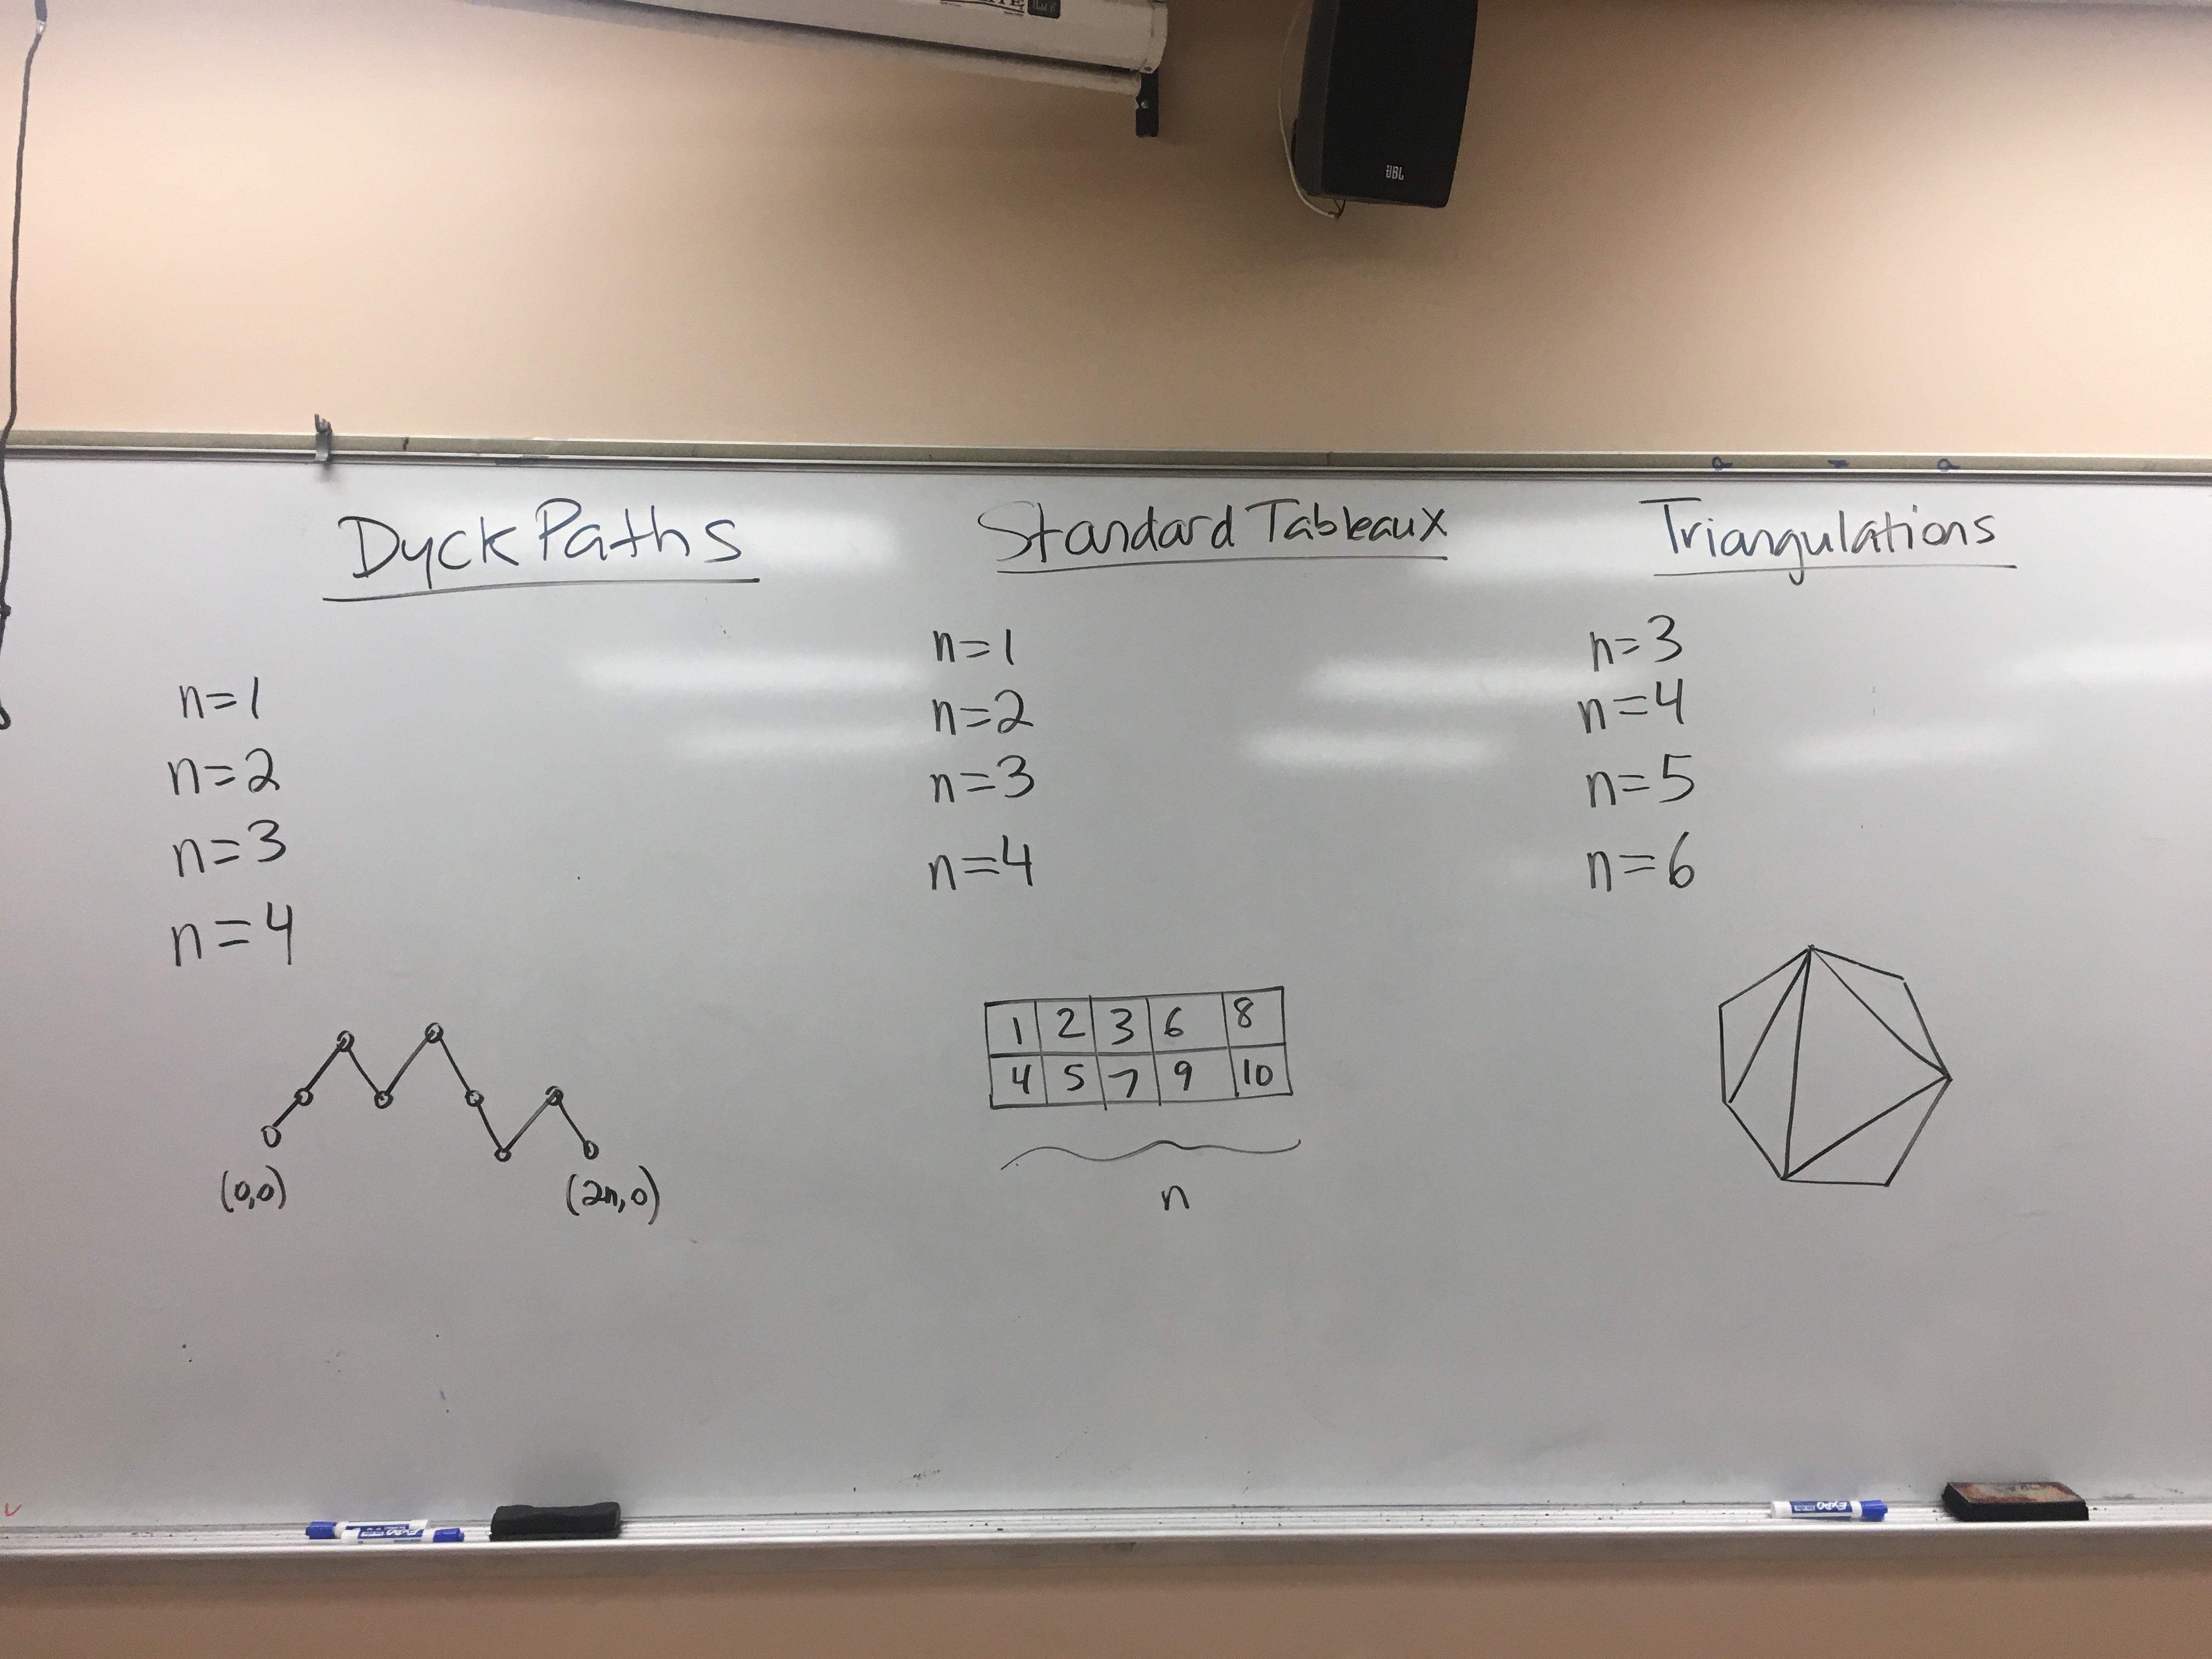 JBL
Dyck Paths
n=1
n=2
n=3
n=4
(0,0)
(2n,0)
Standard Tableaux
n=1
n=2
n=3
n=4
1 2 3 6 8
4 5 7 9 10
n
Triangulations
n=3
n=4
n=5
n=6
EXPO
EXPO